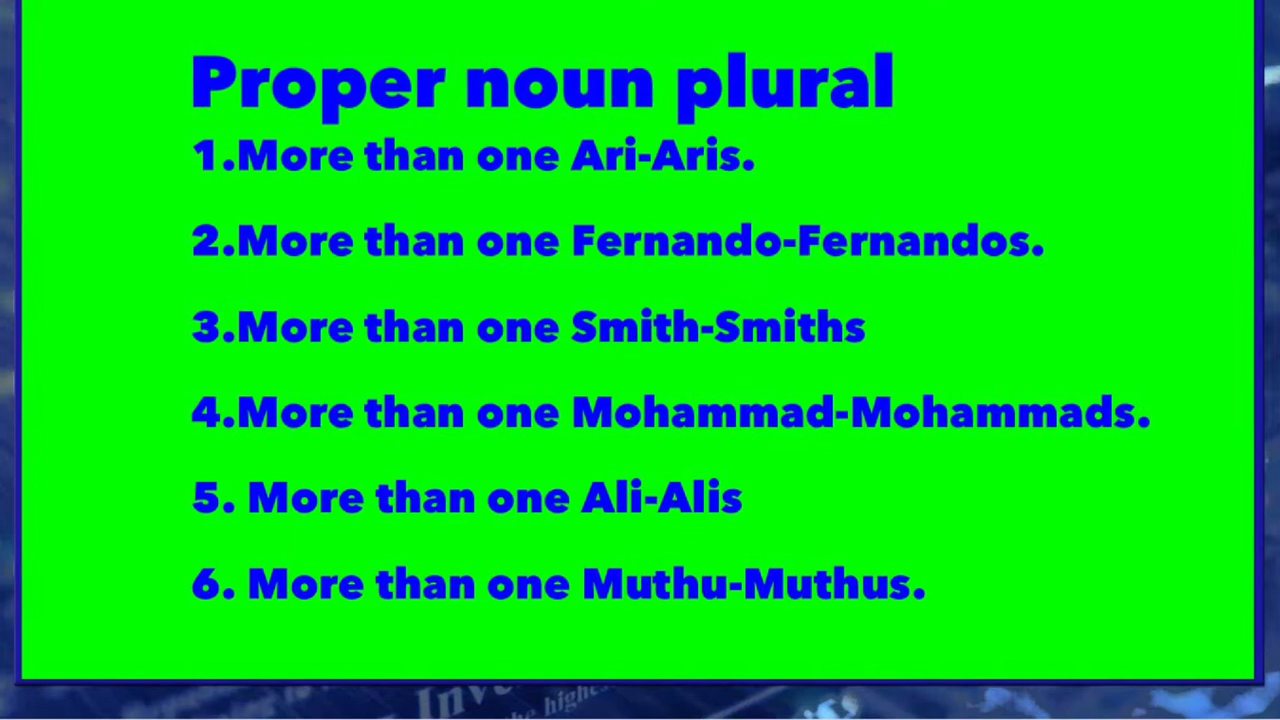 Proper noun plural
1.More than one Ari-Aris.
2.More than one Fernando-Fernandos.
3.More than one Smith-Smiths
4.More than one Mohammad-Mohammads.
5. More than one Ali-Alis
6. More than one Muthu-Muthus.
the highes